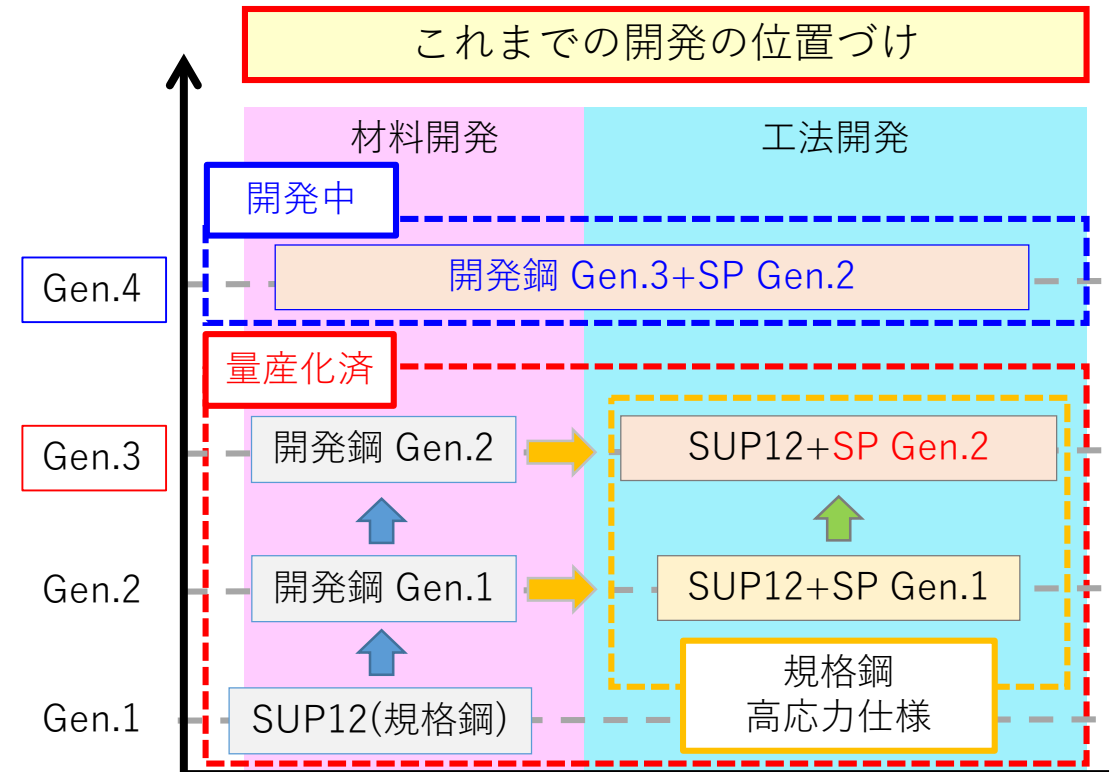 これまでの開発の位置づけ
材料開発
工法開発
開発中
Gen.4
開発鋼 Gen.3+SP Gen.2
量産化済
Gen.3
開発鋼 Gen.2
SUP12+SP Gen.2
Gen.2
開発鋼 Gen.1
SUP12+SP Gen.1
Gen.1
SUP12(規格鋼)
規格鋼
高応力仕様